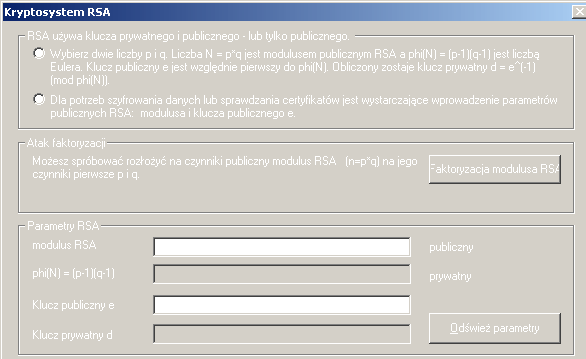 Kryptosystem RSA
RSA używa klucza prywatnego i publicznego - lub tylko publicznego.
Wybierz dwie liczby p i q. Liczba N = p*q jest modulusem publicznym RSA a phi(N) = (p-1)(q-1) jest liczbą
Eulera. Klucz publiczny e jest względnie pierwszy do phi(N). Obliczony zostaje klucz prywatny d = e^(-1)
(mod phi(N)).
Dla potrzeb szyfrowania danych lub sprawdzania certyfikatów jest wystarczające wprowadzenie parametrów
publicznych RSA: modulusa i klucza publicznego e.
Atak faktoryzacji
Możesz spróbować rozłożyć na czynniki publiczny modulus RSA (n=p*q) na jego
czynniki pierwsze p i q.
Faktoryzacja modulusa RSA
Parametry RSA
modulus RSA
publiczny
phi(N) = (p-1)(q-1)
prywatny
Klucz publiczny e
Klucz prywatny d
Odśwież parametry